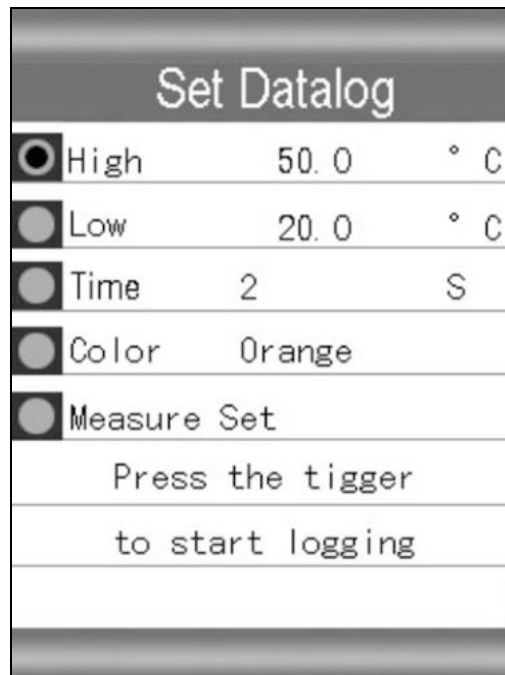 Set Datalog
High 50.0 ° C
Low 20.0 ° C
Time 2 S
Color Orange
Measure Set
Press the tigger
to start logging